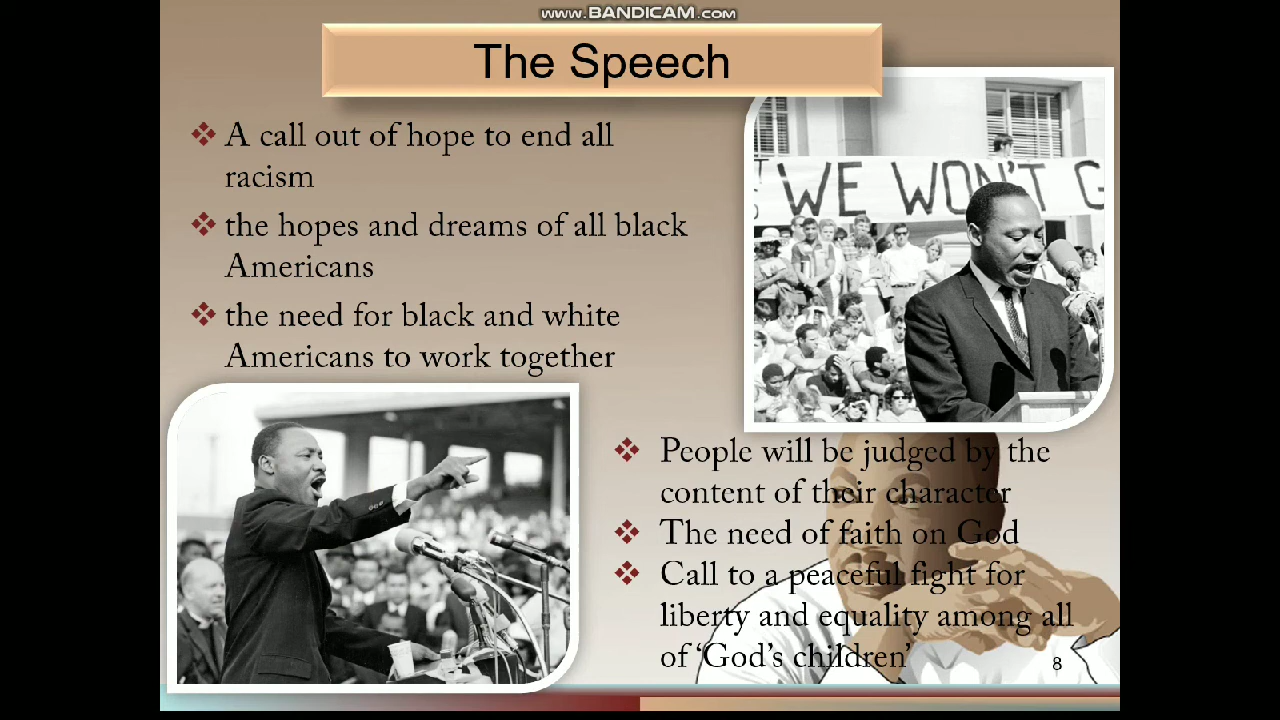 www.BANDICAM.com
The Speech
❖ A call out of hope to end all
racism
❖ the hopes and dreams of all black
Americans
❖ the need for black and white
Americans to work together
WE WON'T G
❖ People will be judged by the
content of their character
❖ The need of faith on God
❖ Call to a peaceful fight for
liberty and equality among all
of ‘God’s children’
8